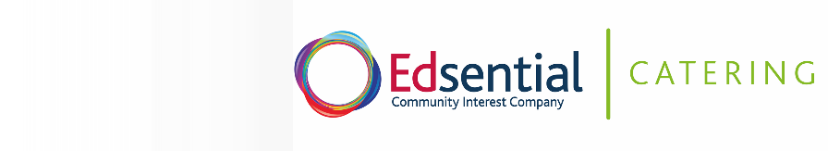 Edsential
Community Interest Company
CATERING